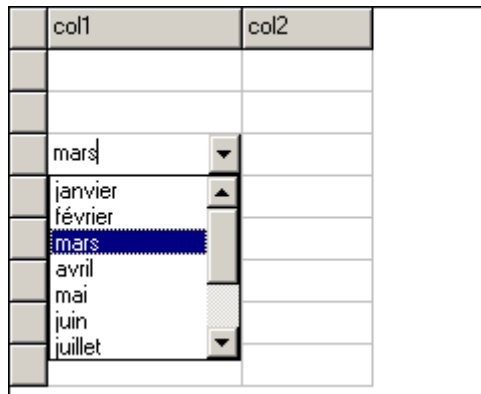 col1 col2
mars
janvier
février
mars
avril
mai
juin
juillet